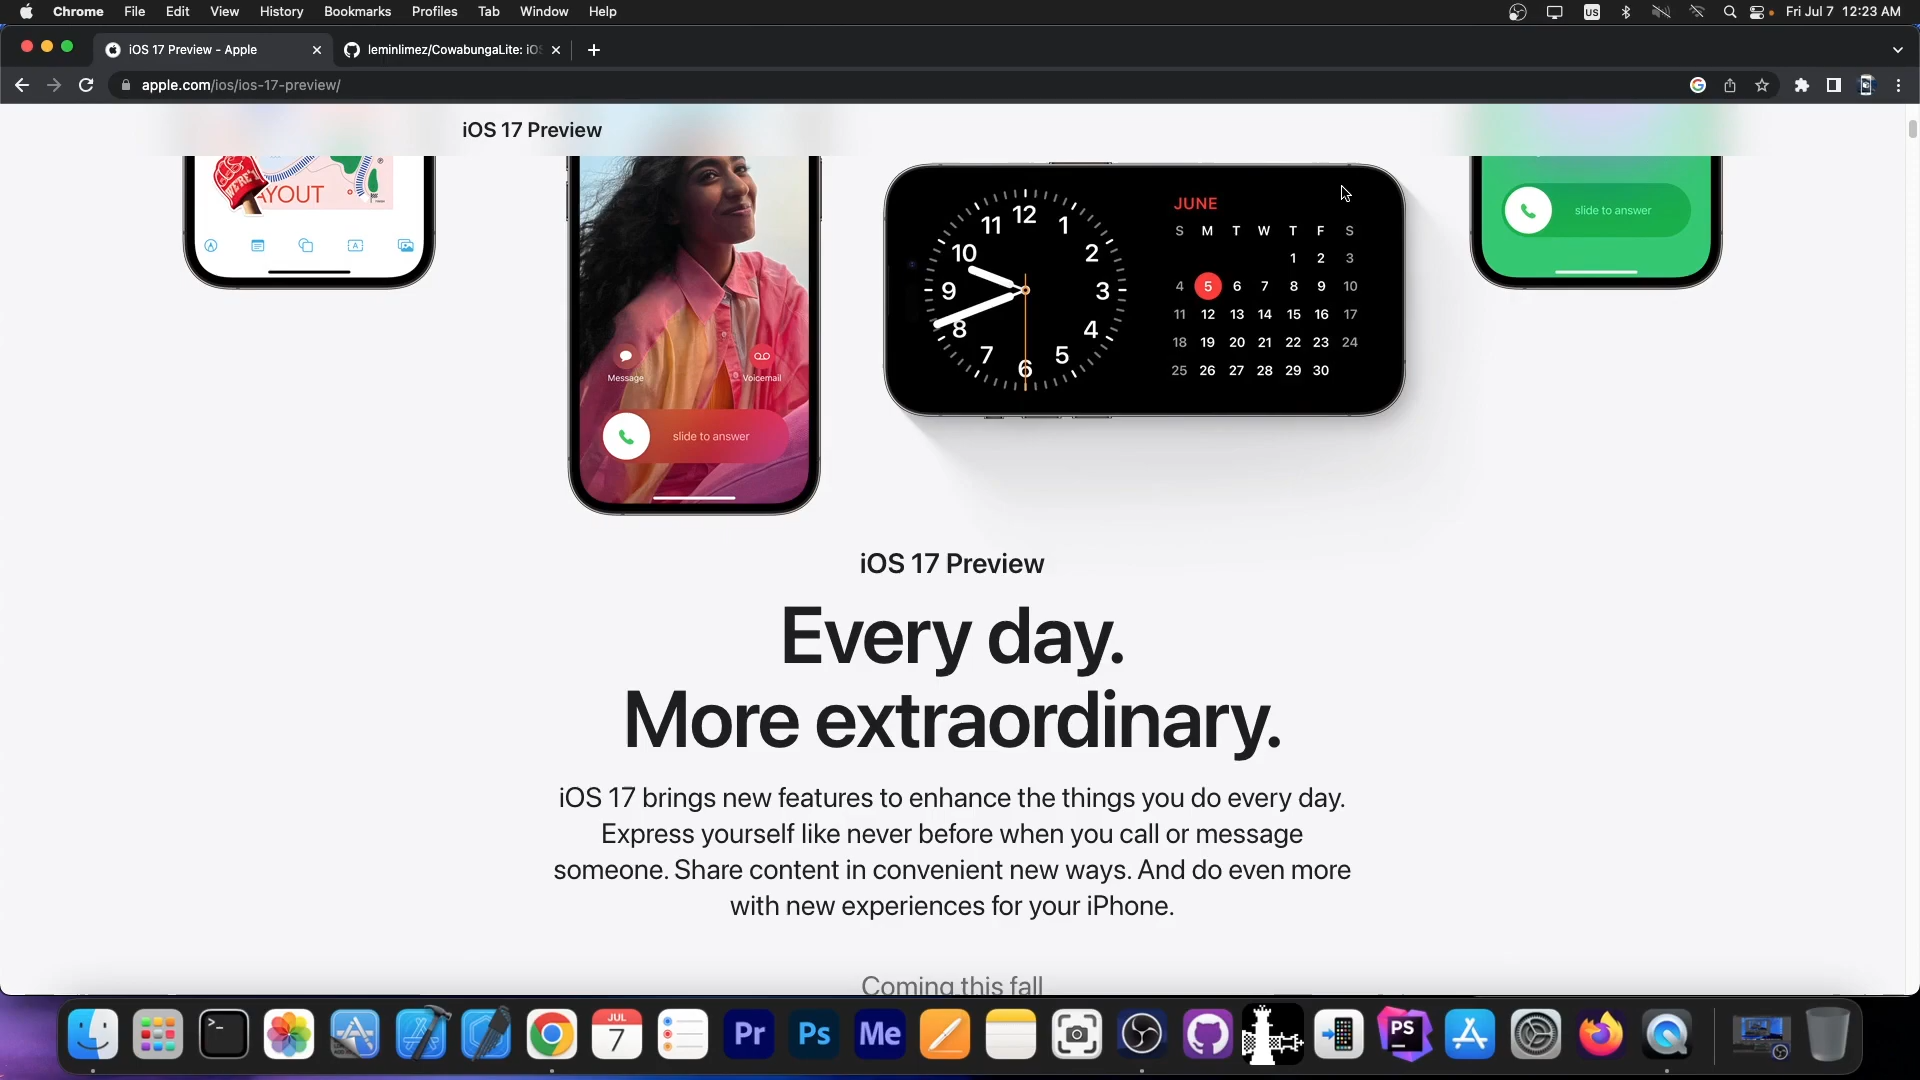 Chrome File Edit View History Bookmarks Profiles Tab Window Help US Fri Jul 7 12:23 AM
iOS 17 Preview - Apple leminlimez/CowabungaLite: iOS
apple.com/ios/ios-17-preview/
iOS 17 Preview
WE'RE
AYOUT
Message Voicemail
slide to answer
12 1 2 3 4 5 6 7 8 9 10 11
JUNE
S M T W T F S
1 2 3
4 5 6 7 8 9 10
11 12 13 14 15 16 17
18 19 20 21 22 23 24
25 26 27 28 29 30
slide to answer
iOS 17 Preview
Every day.
More extraordinary.
iOS 17 brings new features to enhance the things you do every day.
Express yourself like never before when you call or message
someone. Share content in convenient new ways. And do even more
with new experiences for your iPhone.
Coming this fall
JUL
7
Pr Ps Me PS